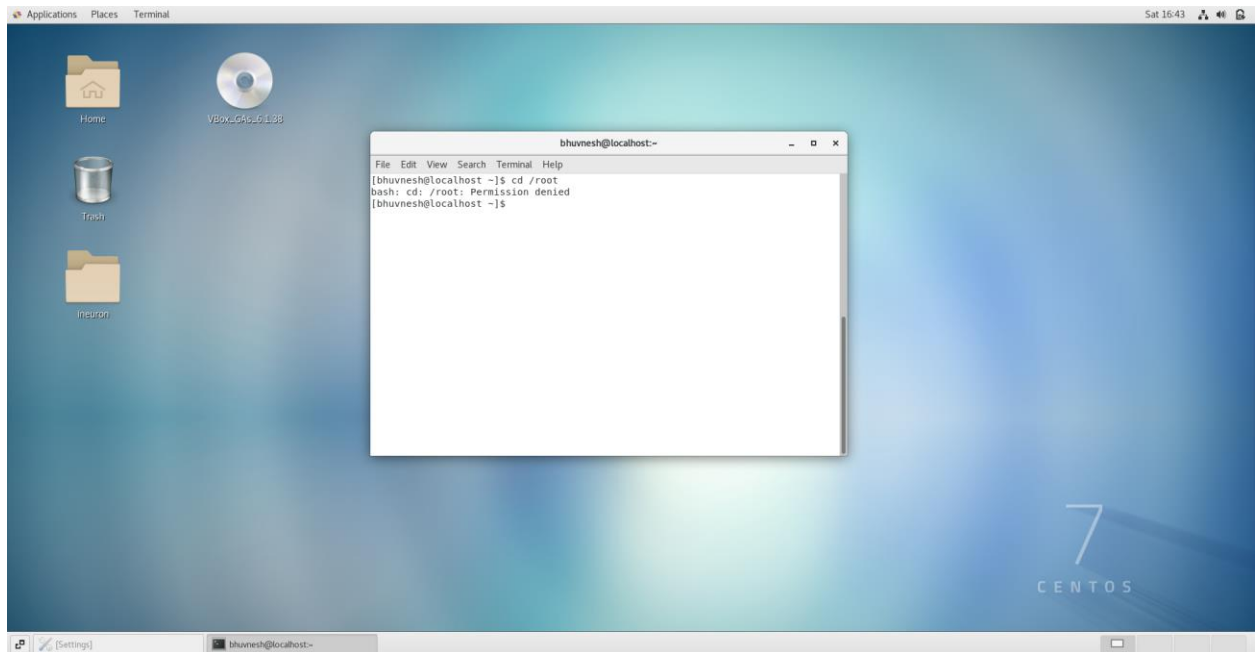 Applications Places Terminal Sat 16:43
Home
VBox_GAs_6.1.38
Trash
ineuron
bhuvnesh@localhost:~
File Edit View Search Terminal Help
[bhuvnesh@localhost ~]$ cd /root
bash: cd: /root: Permission denied
[bhuvnesh@localhost ~]$
7
CENTOS
[Settings] bhuvnesh@localhost:~